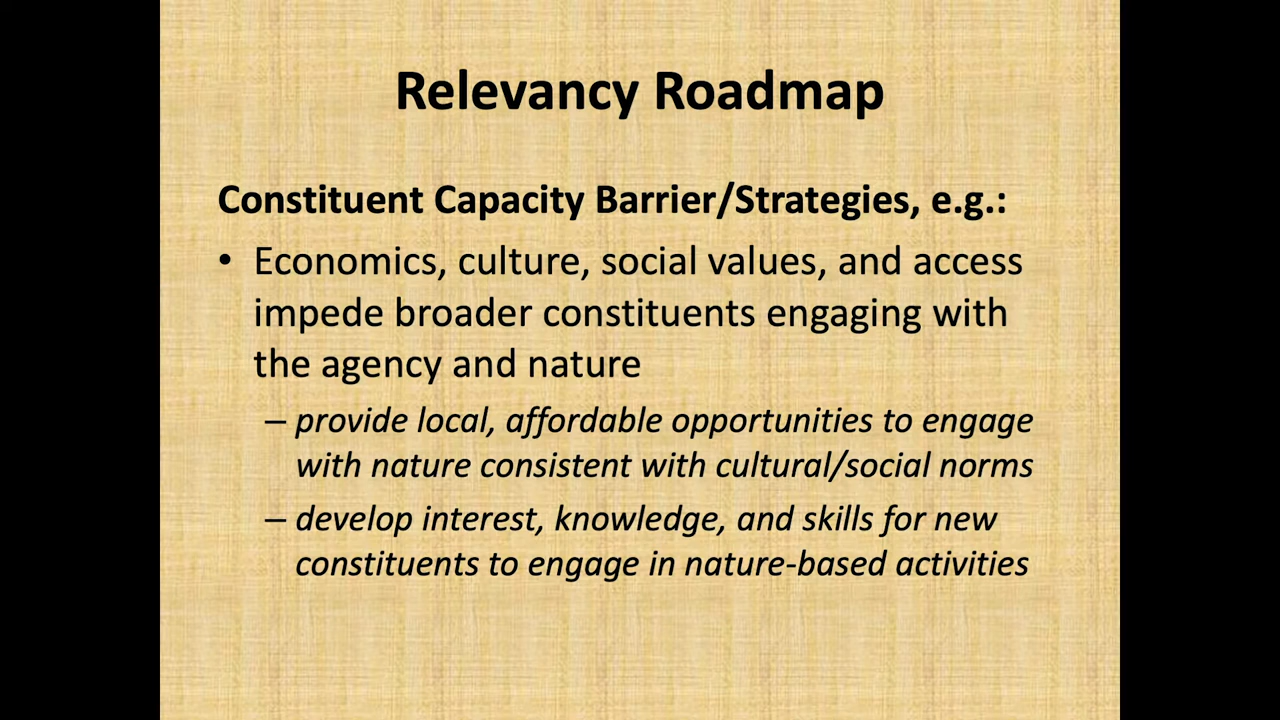 Relevancy Roadmap
Constituent Capacity Barrier/Strategies, e.g.:
• Economics, culture, social values, and access
impede broader constituents engaging with
the agency and nature
– provide local, affordable opportunities to engage
with nature consistent with cultural/social norms
– develop interest, knowledge, and skills for new
constituents to engage in nature-based activities